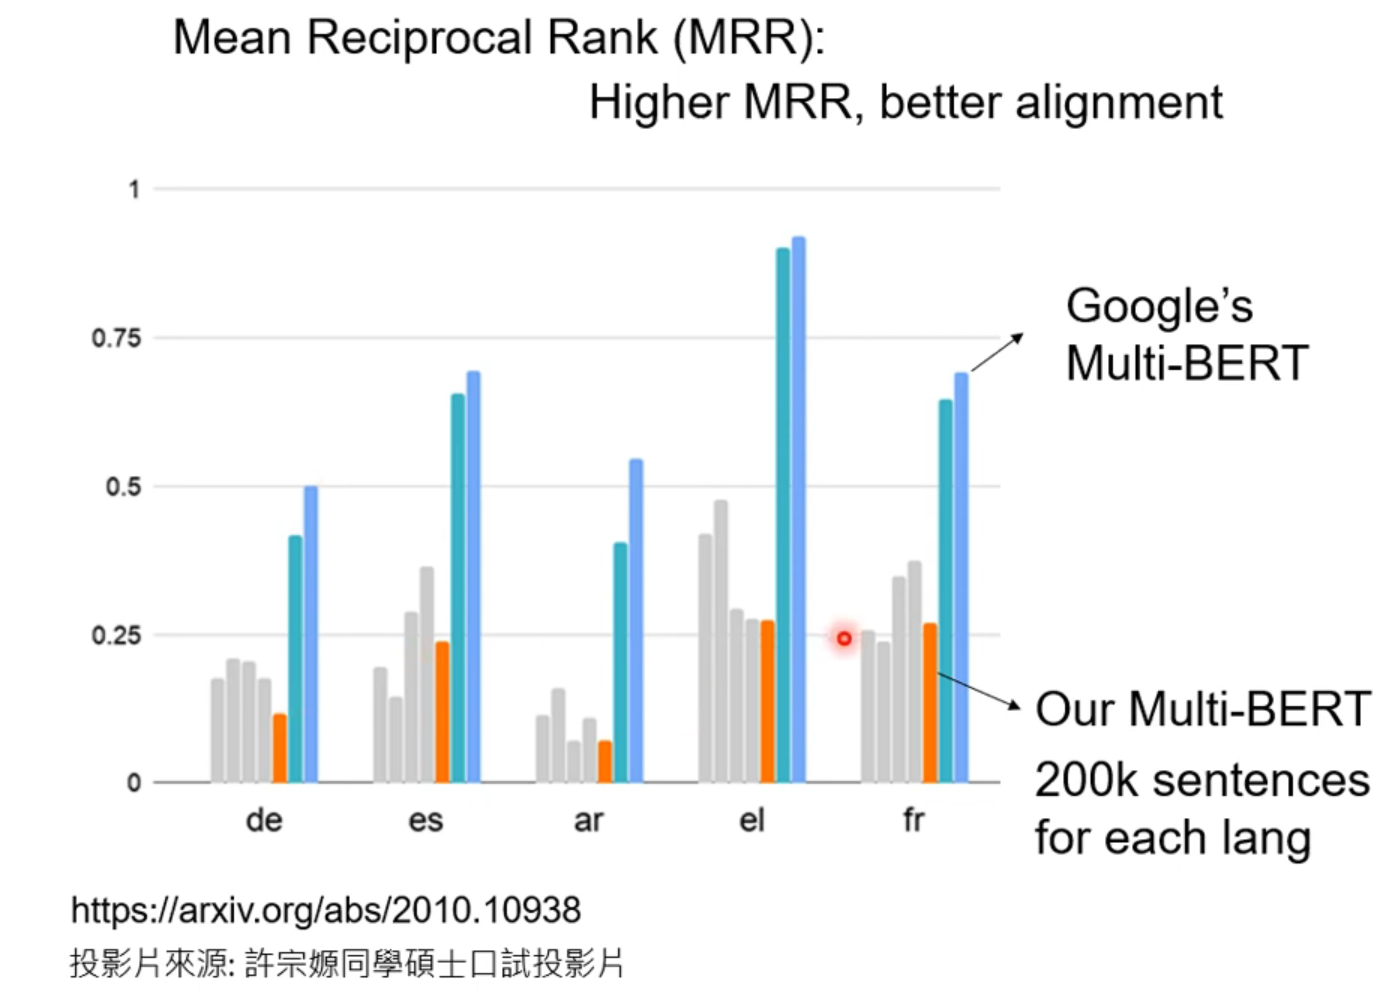 Mean Reciprocal Rank (MRR):
Higher MRR, better alignment
1
0.75
0.5
0.25
0
de es ar el fr
Google's
Multi-BERT
Our Multi-BERT
200k sentences
for each lang
https://arxiv.org/abs/2010.10938
投影片來源: 許宗嫄同學碩士口試投影片